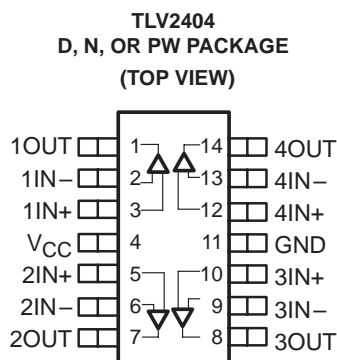 TLV2404
D, N, OR PW PACKAGE
(TOP VIEW)
1OUT 1 14 4OUT
1IN− 2 13 4IN−
1IN+ 3 12 4IN+
VCC 4 11 GND
2IN+ 5 10 3IN+
2IN− 6 9 3IN−
2OUT 7 8 3OUT